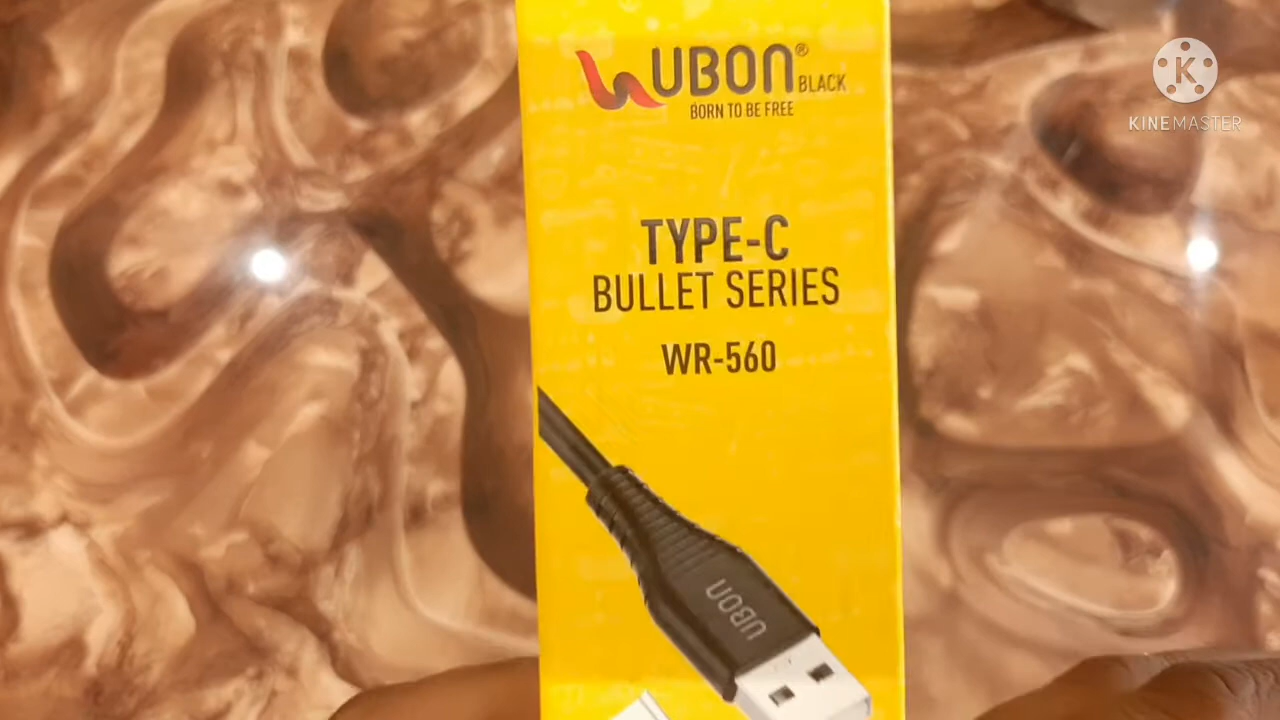 UBON® BLACK
BORN TO BE FREE
TYPE-C
BULLET SERIES
WR-560
UBON
KINEMASTER